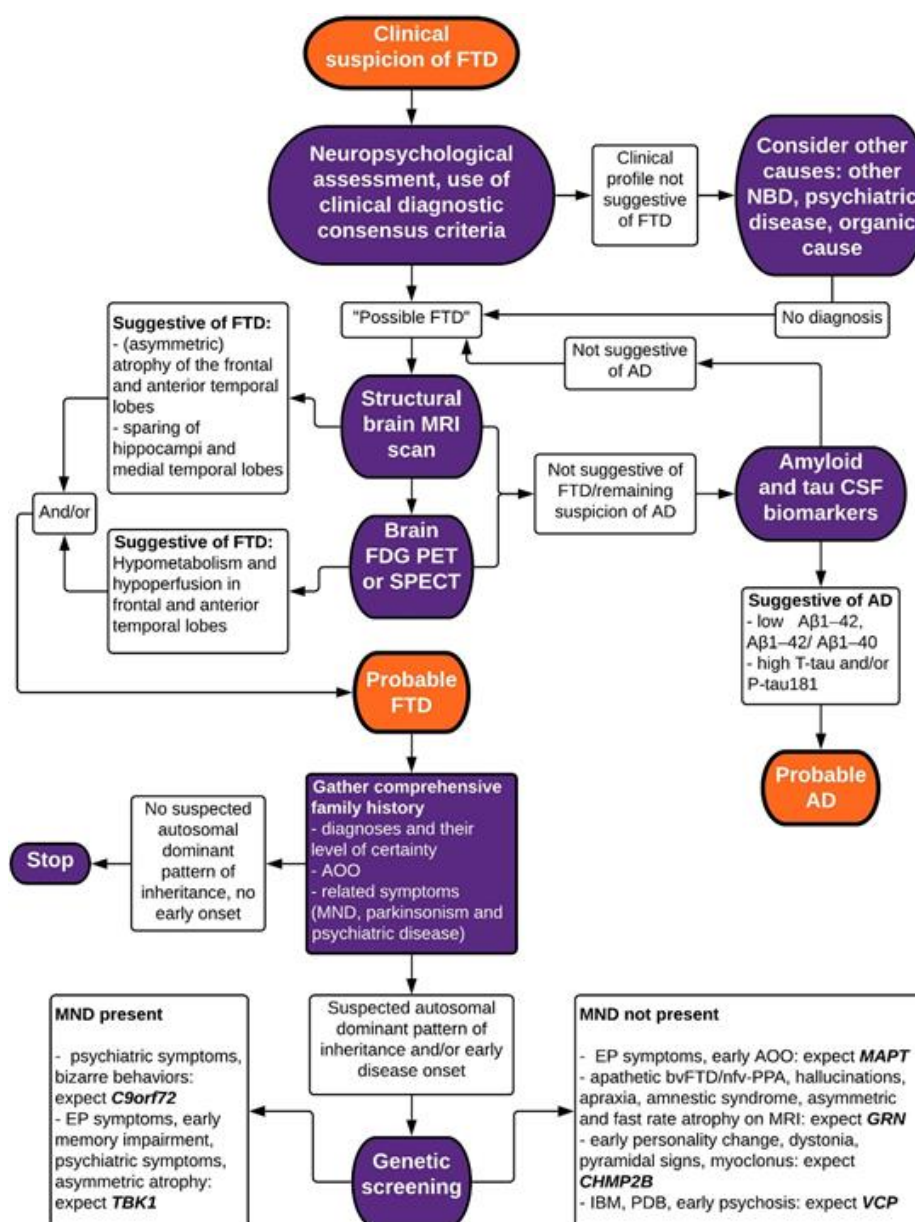 Clinical
suspicion of FTD
Neuropsychological
assessment, use of
clinical diagnostic
consensus criteria
Clinical
profile not
suggestive
of FTD
Consider other
causes: other
NBD, psychiatric
disease, organic
cause
No diagnosis
"Possible FTD"
Not suggestive
of AD
Suggestive of FTD:
- (asymmetric)
atrophy of the frontal
and anterior temporal
lobes
- sparing of
hippocampi and
medial temporal lobes
Structural
brain MRI
scan
Not suggestive of
FTD/remaining
suspicion of AD
Amyloid
and tau CSF
biomarkers
And/or
Suggestive of FTD:
Hypometabolism and
hypoperfusion in
frontal and anterior
temporal lobes
Brain
FDG PET
or SPECT
Suggestive of AD
- low Aβ1–42,
Aβ1–42/ Aβ1–40
- high T-tau and/or
P-tau181
Probable
FTD
Probable
AD
Gather comprehensive
family history
- diagnoses and their
level of certainty
- AOO
- related symptoms
(MND, parkinsonism and
psychiatric disease)
No suspected
autosomal
dominant
pattern of
inheritance, no
early onset
Stop
Suspected autosomal
dominant pattern of
inheritance and/or early
disease onset
MND present
- psychiatric symptoms,
bizarre behaviors:
expect C9orf72
- EP symptoms, early
memory impairment,
psychiatric symptoms,
asymmetric atrophy:
expect TBK1
Genetic
screening
MND not present
- EP symptoms, early AOO: expect MAPT
- apathetic bvFTD/nfv-PPA, hallucinations,
apraxia, amnestic syndrome, asymmetric
and fast rate atrophy on MRI: expect GRN
- early personality change, dystonia,
pyramidal signs, myoclonus: expect
CHMP2B
- IBM, PDB, early psychosis: expect VCP